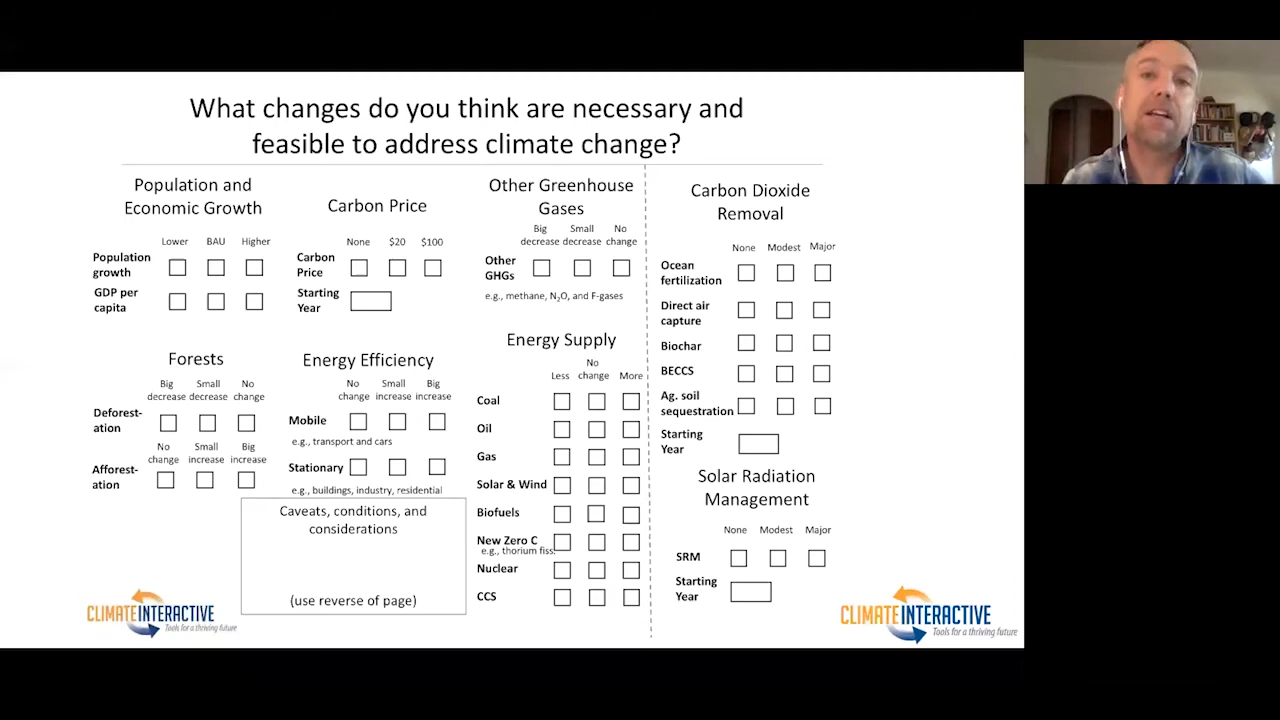 What changes do you think are necessary and
feasible to address climate change?
Population and
Economic Growth
Lower BAU Higher
Population
growth
GDP per
capita
Carbon Price
None $20 $100
Carbon
Price
Starting
Year
Other Greenhouse
Gases
Big
decrease
Small
decrease
No
change
Other
GHGs
e.g., methane, N₂O, and F-gases
Forests
Big
decrease
Small
decrease
No
change
Deforest-
ation
No
change
Small
increase
Big
increase
Afforest-
ation
Energy Efficiency
No
change
Small
increase
Big
increase
Mobile
e.g., transport and cars
Stationary
e.g., buildings, industry, residential
Caveats, conditions, and
considerations
(use reverse of page)
Energy Supply
Less
No
change
More
Coal
Oil
Gas
Solar & Wind
Biofuels
New Zero C
e.g., thorium fiss.
Nuclear
CCS
Carbon Dioxide
Removal
None Modest Major
Ocean
fertilization
Direct air
capture
Biochar
BECCS
Ag. soil
sequestration
Starting
Year
Solar Radiation
Management
None Modest Major
SRM
Starting
Year
CLIMATE INTERACTIVE
Tools for a thriving future
CLIMATE INTERACTIVE
Tools for a thriving future